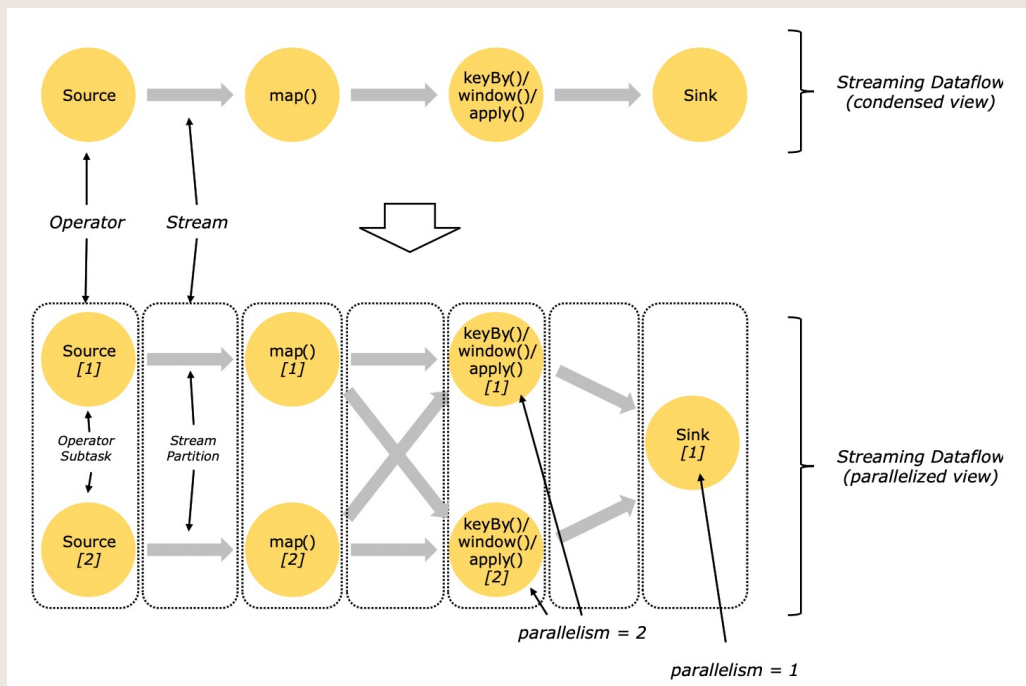 Source
map()
keyBy()/
window()/
apply()
Sink
Streaming Dataflow
(condensed view)
Operator
Stream
Source
[1]
map()
[1]
keyBy()/
window()/
apply()
[1]
Operator
Subtask
Stream
Partition
Sink
[1]
Streaming Dataflow
(parallelized view)
Source
[2]
map()
[2]
keyBy()/
window()/
apply()
[2]
parallelism = 2
parallelism = 1